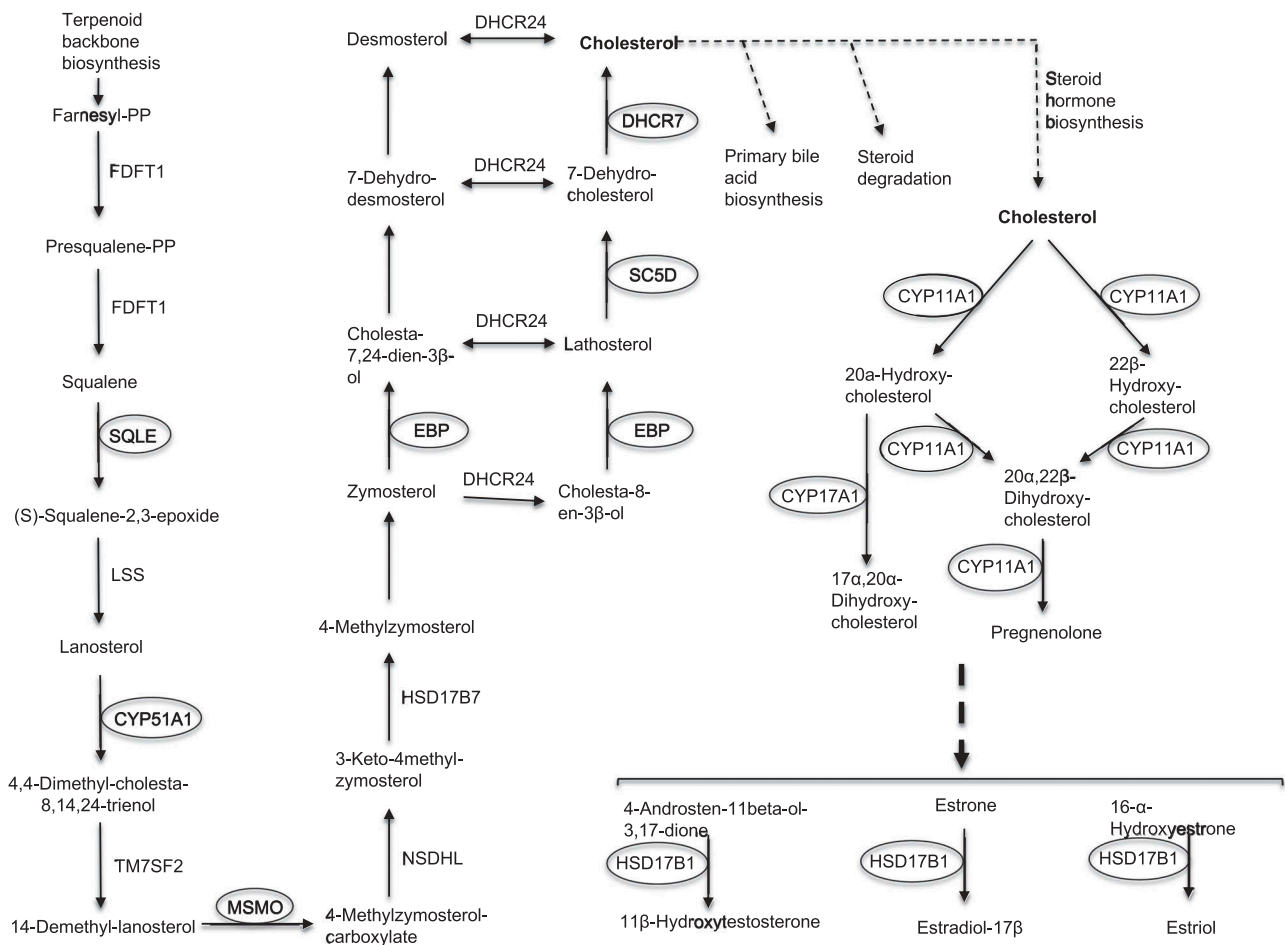 Terpenoid
backbone
biosynthesis
Farnesyl-PP
FDFT1
Presqualene-PP
FDFT1
Squalene
SQLE
(S)-Squalene-2,3-epoxide
LSS
Lanosterol
CYP51A1
4,4-Dimethyl-cholesta-
8,14,24-trienol
TM7SF2
14-Demethyl-lanosterol
MSMO
4-Methylzymosterol-
carboxylate
NSDHL
3-Keto-4methyl-
zymosterol
HSD17B7
4-Methylzymosterol
Zymosterol
DHCR24
Cholesta-8-
en-3β-ol
EBP
EBP
Cholesta-
7,24-dien-3β-
ol
DHCR24
Lathosterol
SC5D
7-Dehydro-
desmosterol
DHCR24
7-Dehydro-
cholesterol
DHCR7
Desmosterol
DHCR24
Cholesterol
Primary bile
acid
biosynthesis
Steroid
degradation
Steroid
hormone
biosynthesis
Cholesterol
CYP11A1
CYP11A1
20a-Hydroxy-
cholesterol
22β-
Hydroxy-
cholesterol
CYP11A1
CYP11A1
CYP17A1
20α,22β-
Dihydroxy-
cholesterol
CYP11A1
17α,20α-
Dihydroxy-
cholesterol
Pregnenolone
4-Androsten-11beta-ol-
3,17-dione
HSD17B1
11β-Hydroxytestosterone
Estrone
HSD17B1
Estradiol-17β
16-α-
Hydroxyestrone
HSD17B1
Estriol